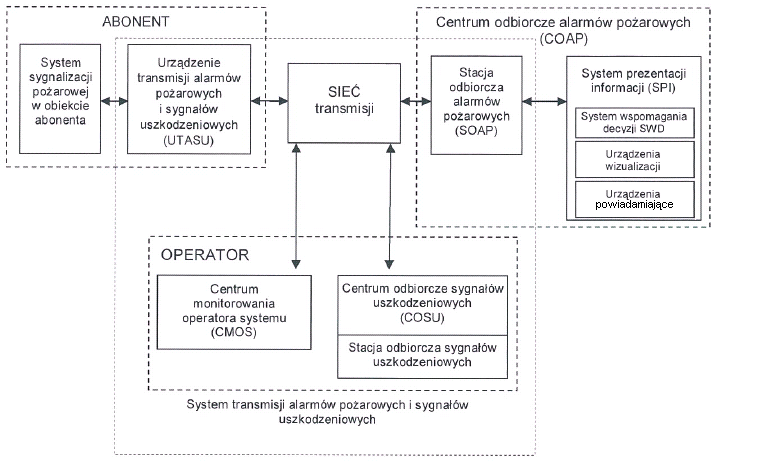 ABONENT
System
sygnalizacji
pożarowej
w obiekcie
abonenta
Urządzenie
transmisji alarmów
pożarowych
i sygnałów
uszkodzeniowych
(UTASU)
SIEĆ
transmisji
Centrum odbiorcze alarmów pożarowych
(COAP)
Stacja
odbiorcza
alarmów
pożarowych
(SOAP)
System prezentacji
informacji (SPI)
System wspomagania
decyzji SWD
Urządzenia
wizualizacji
Urządzenia
powiadamiające
OPERATOR
Centrum
monitorowania
operatora systemu
(CMOS)
Centrum odbiorcze sygnałów
uszkodzeniowych
(COSU)
Stacja odbiorcza sygnałów
uszkodzeniowych
System transmisji alarmów pożarowych i sygnałów
uszkodzeniowych